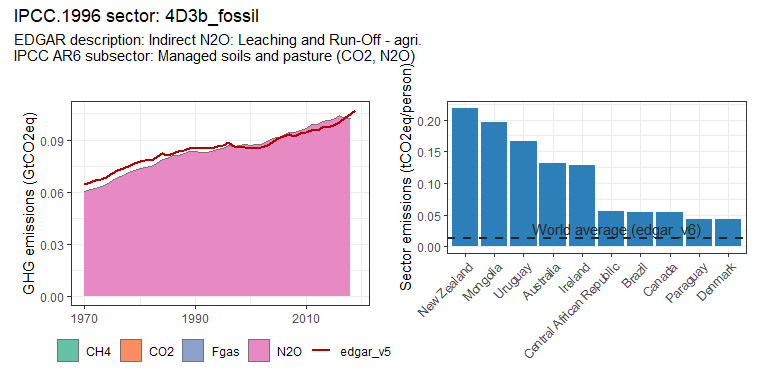 IPCC.1996 sector: 4D3b_fossil
EDGAR description: Indirect N2O: Leaching and Run-Off - agri.
IPCC AR6 subsector: Managed soils and pasture (CO2, N2O)
GHG emissions (GtCO2eq)
0.09
0.06
0.03
0.00
1970
1990
2010
CH4
CO2
Fgas
N2O
edgar_v5
Sector emissions (tCO2eq/person)
0.20
0.15
0.10
0.05
0.00
World average (edgar_v6)
New Zealand
Mongolia
Uruguay
Australia
Ireland
Central African Republic
Brazil
Canada
Paraguay
Denmark